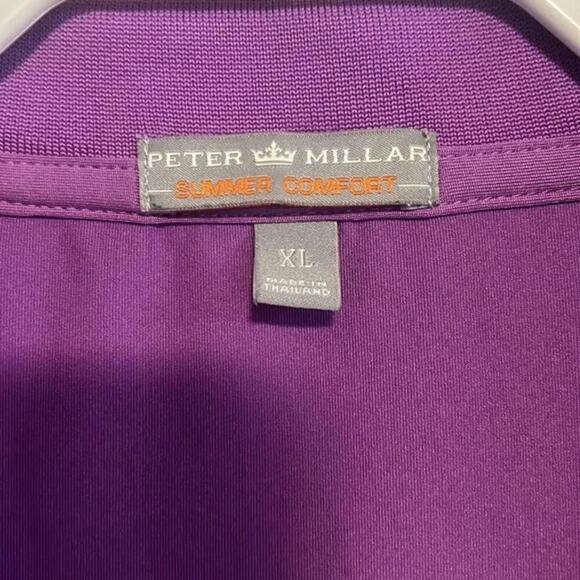 PETER MILLAR
SUMMER COMFORT
XL
MADE IN
THAILAND